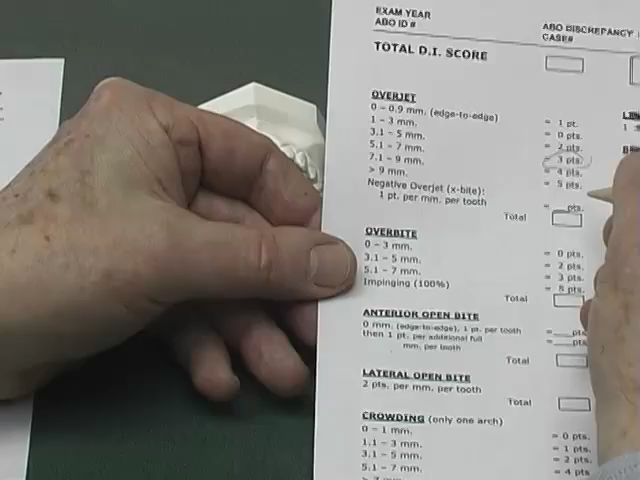 EXAM YEAR
ABO ID #
ABO DISCREPANCY
CASE#
TOTAL D.I. SCORE
OVERJET
0 – 0.9 mm. (edge-to-edge) = 1 pt.
1 – 3 mm. = 0 pts.
3.1 – 5 mm. = 2 pts.
5.1 – 7 mm. = 3 pts.
7.1 – 9 mm. = 4 pts.
> 9 mm. = 5 pts.
Negative Overjet (x-bite):
1 pt. per mm. per tooth = ___pts.
Total
OVERBITE
0 – 3 mm. = 0 pts.
3.1 – 5 mm. = 2 pts.
5.1 – 7 mm. = 3 pts.
Impinging (100%) = 5 pts.
Total
ANTERIOR OPEN BITE
0 mm. (edge-to-edge), 1 pt. per tooth = ___pts
then 1 pt. per additional full = ___pts
mm. per tooth
Total
LATERAL OPEN BITE
2 pts. per mm. per tooth
Total
CROWDING (only one arch)
0 – 1 mm. = 0 pts.
1.1 – 3 mm. = 1 pts.
3.1 – 5 mm. = 2 pts.
5.1 – 7 mm. = 4 pts